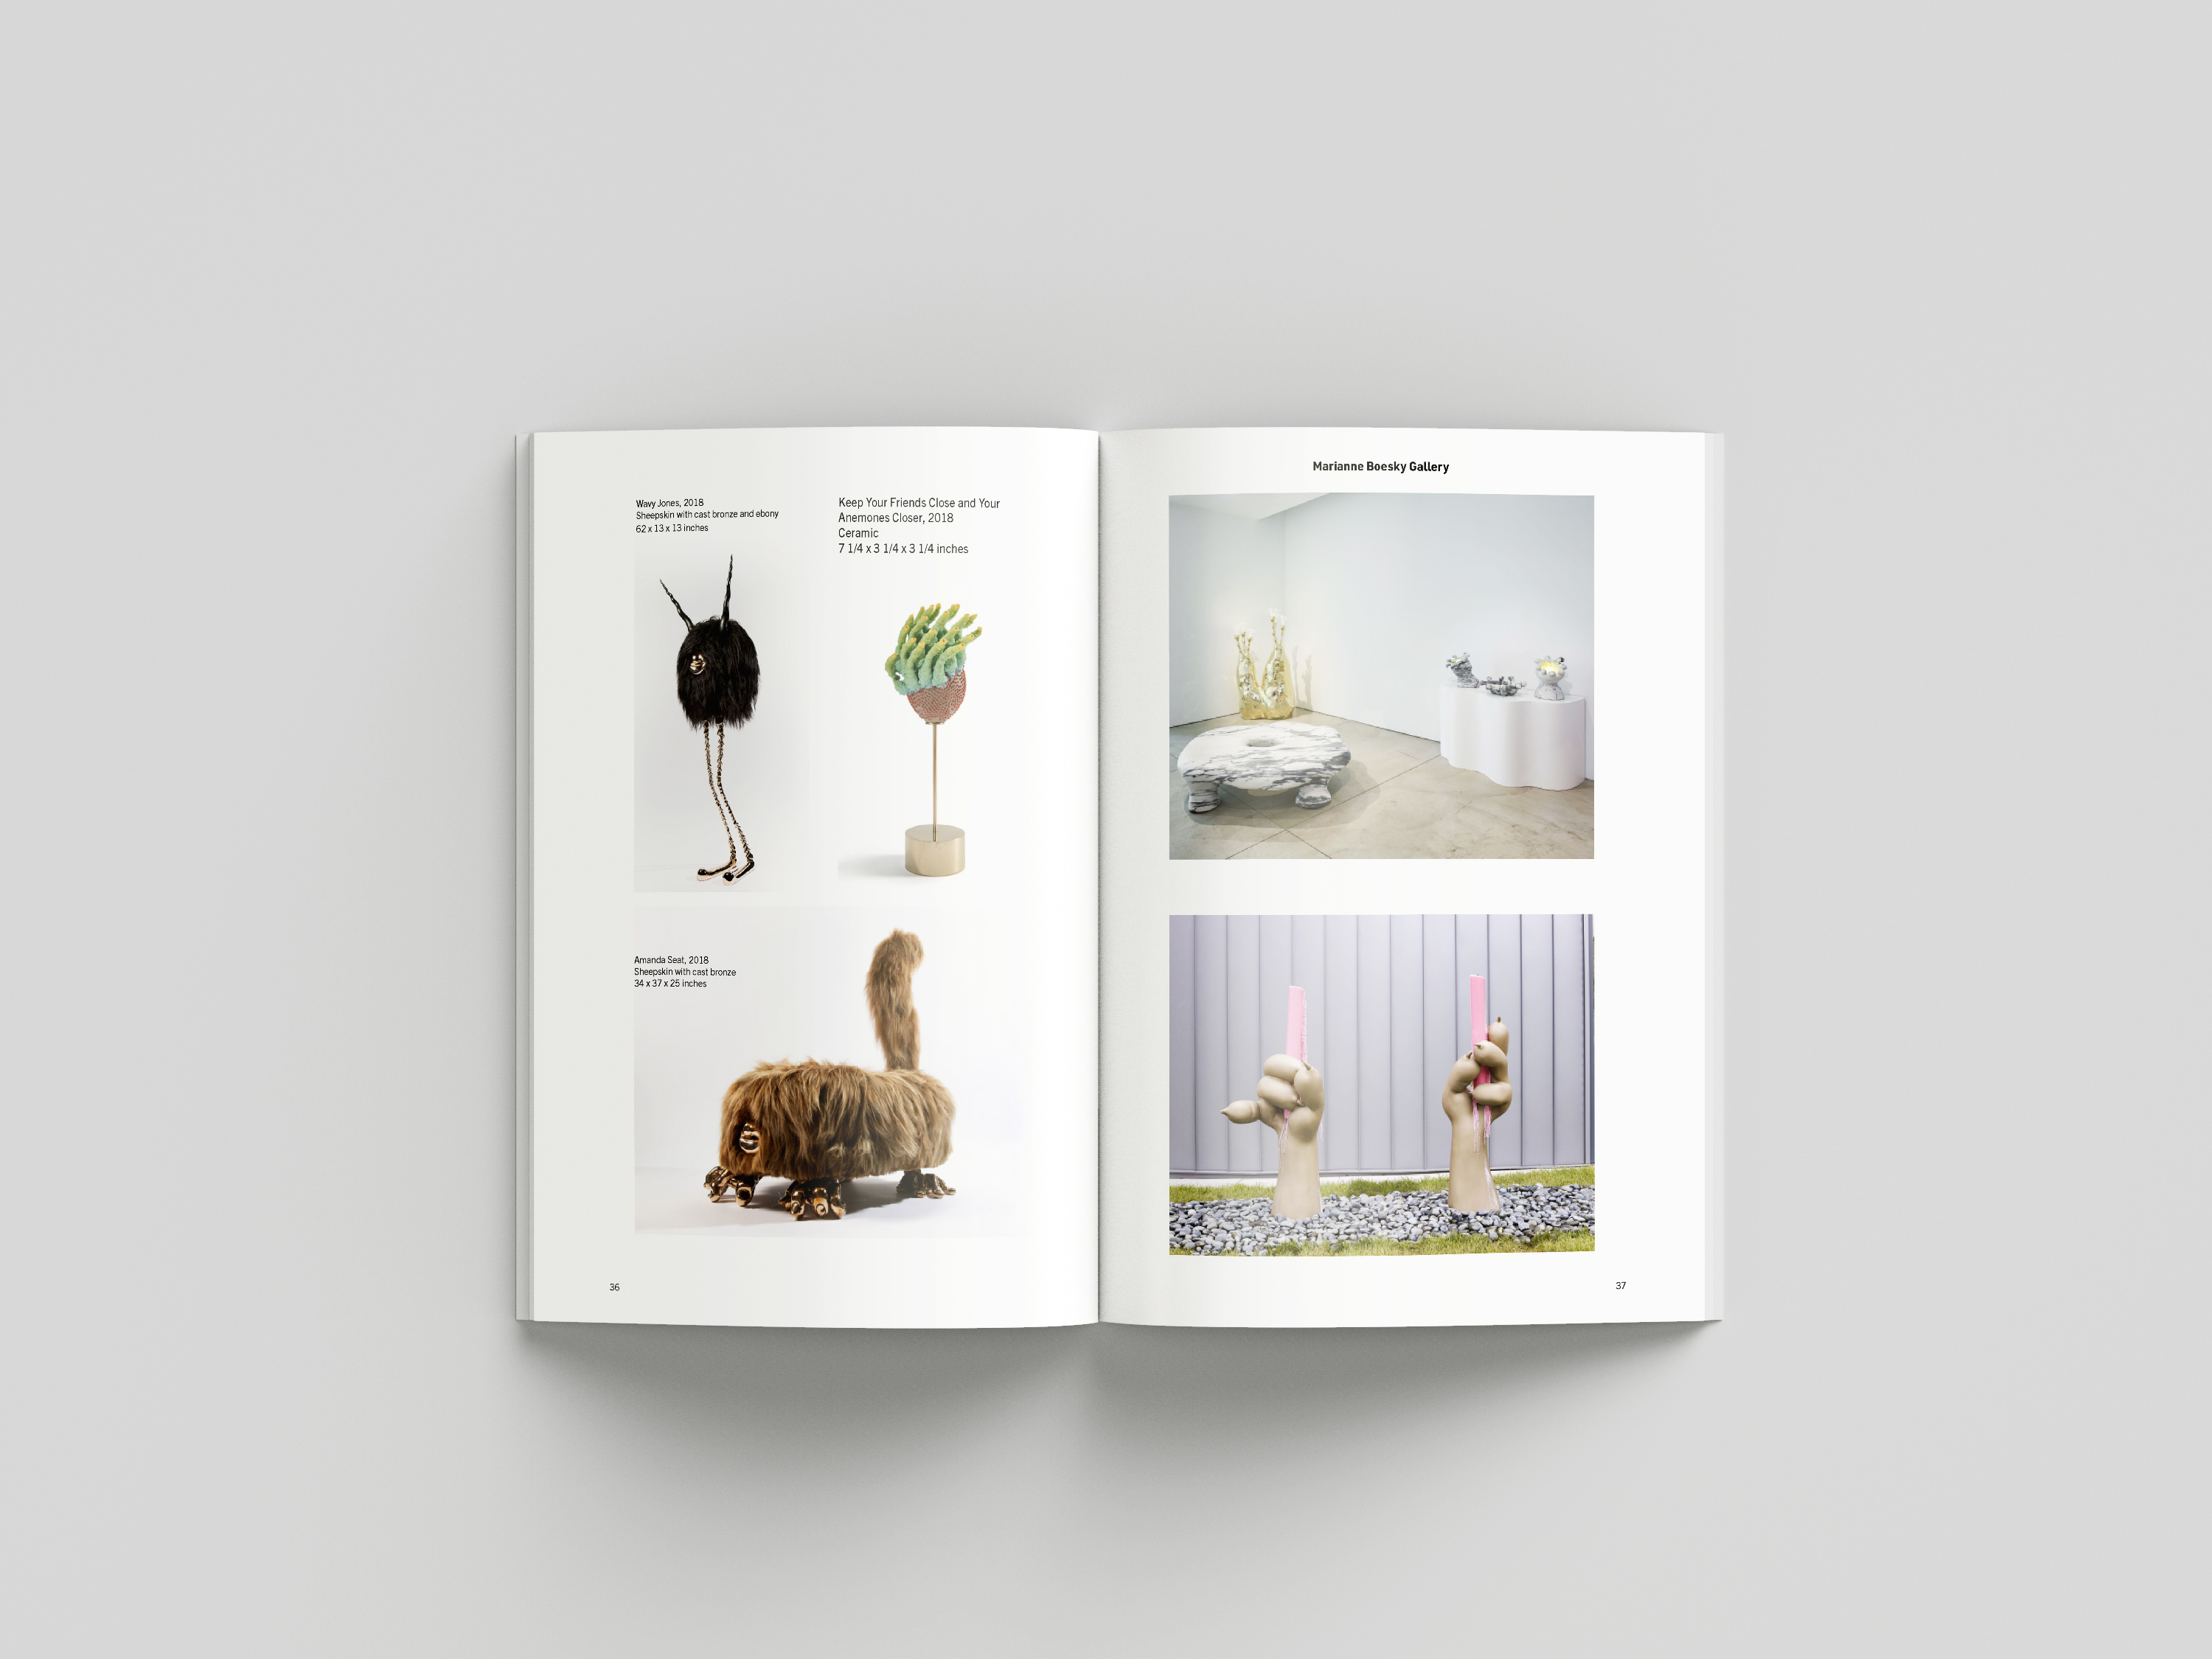 Wavy Jones, 2018
Sheepskin with cast bronze and ebony
62 x 13 x 13 inches
Keep Your Friends Close and Your
Anemones Closer, 2018
Ceramic
7 1/4 x 3 1/4 x 3 1/4 inches
Amanda Seat, 2018
Sheepskin with cast bronze
34 x 37 x 25 inches
36
Marianne Boesky Gallery
37